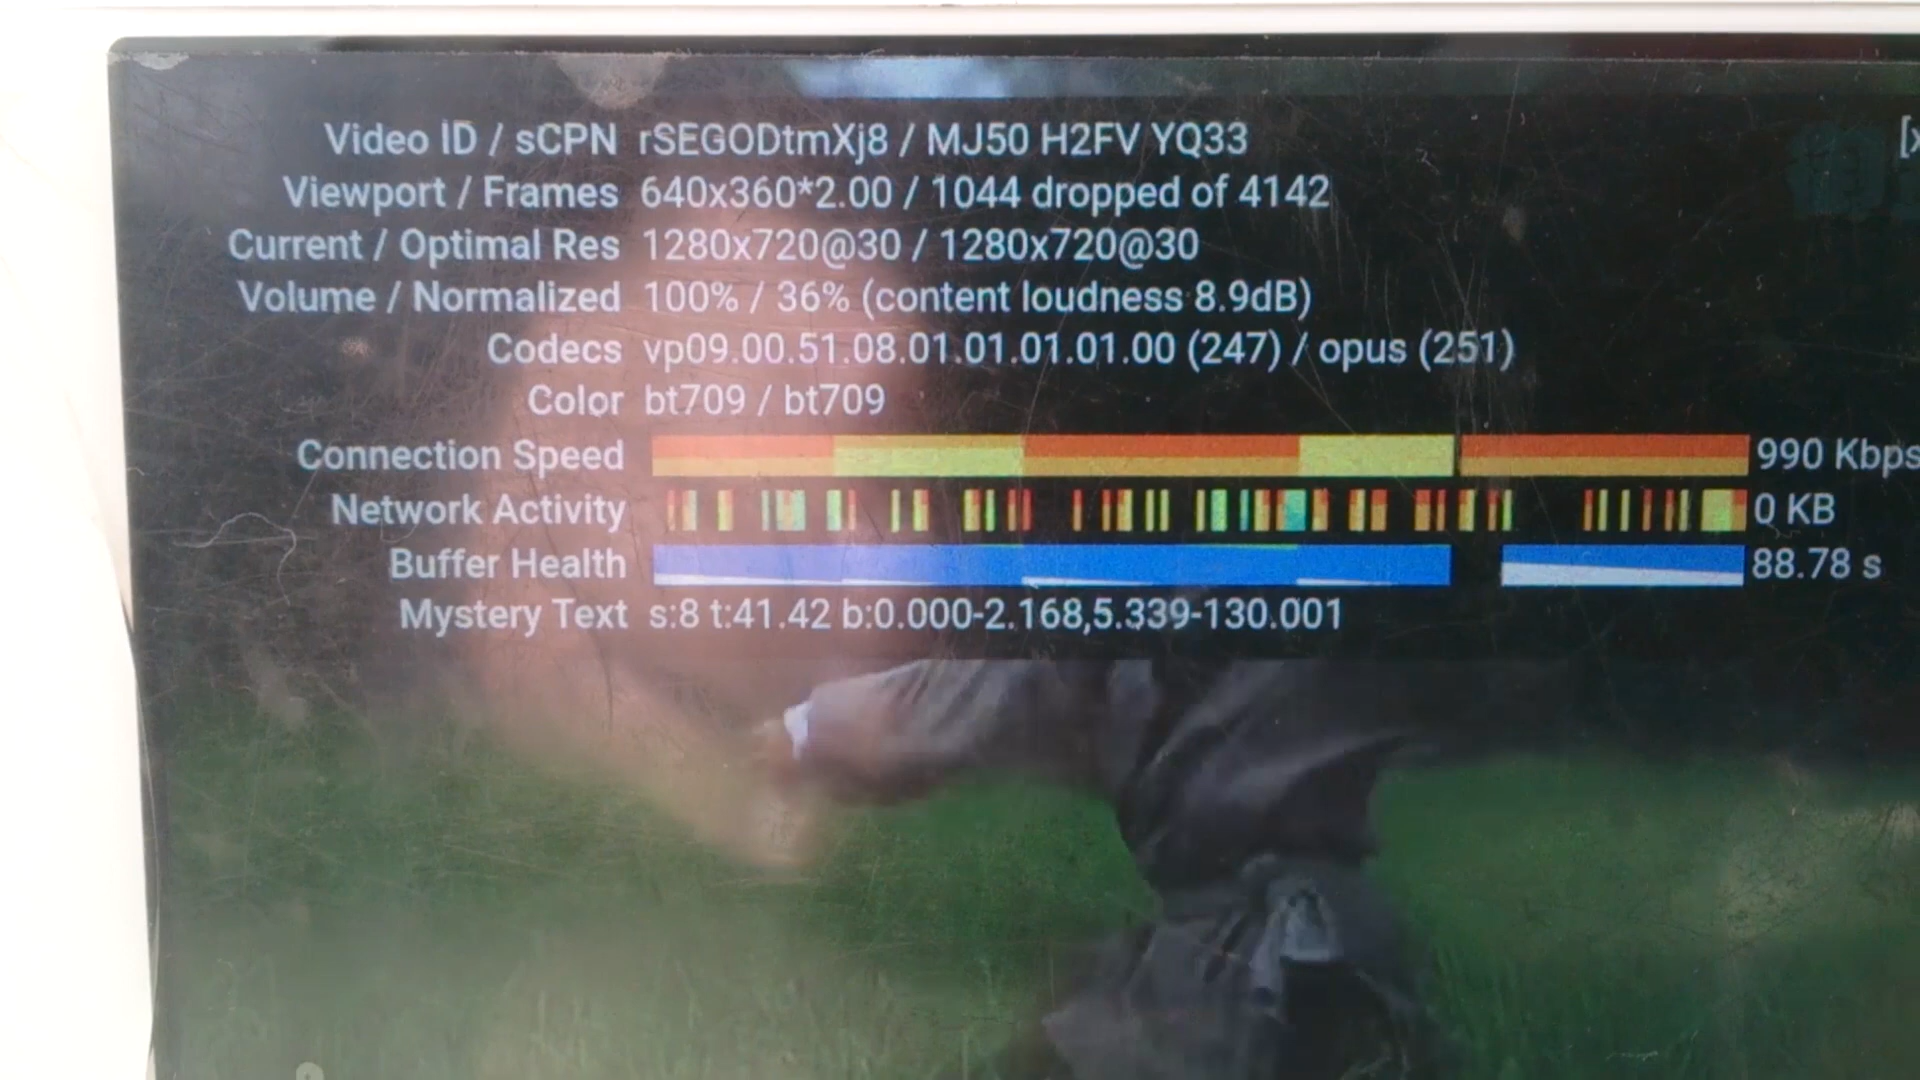 Video ID / sCPN rSEGODtmXj8 / MJ50 H2FV YQ33
Viewport / Frames 640x360*2.00 / 1044 dropped of 4142
Current / Optimal Res 1280x720@30 / 1280x720@30
Volume / Normalized 100% / 36% (content loudness 8.9dB)
Codecs vp09.00.51.08.01.01.01.01.00 (247) / opus (251)
Color bt709 / bt709
Connection Speed 990 Kbps
Network Activity 0 KB
Buffer Health 88.78 s
Mystery Text s:8 t:41.42 b:0.000-2.168,5.339-130.001